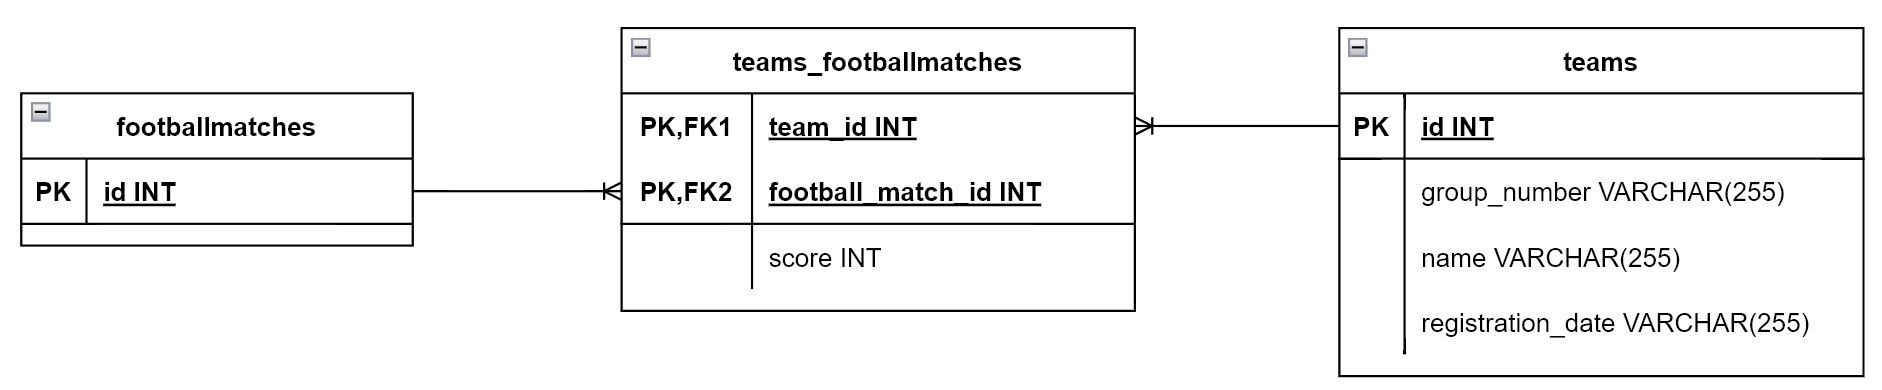 footballmatches
PK id INT
teams_footballmatches
PK,FK1 team_id INT
PK,FK2 football_match_id INT
score INT
teams
PK id INT
group_number VARCHAR(255)
name VARCHAR(255)
registration_date VARCHAR(255)